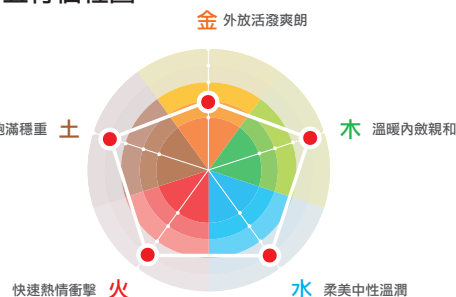 金 外放活潑爽朗
滿穩重 土
木 溫暖內斂親和
快速熱情衝擊 火
水 柔美中性溫潤